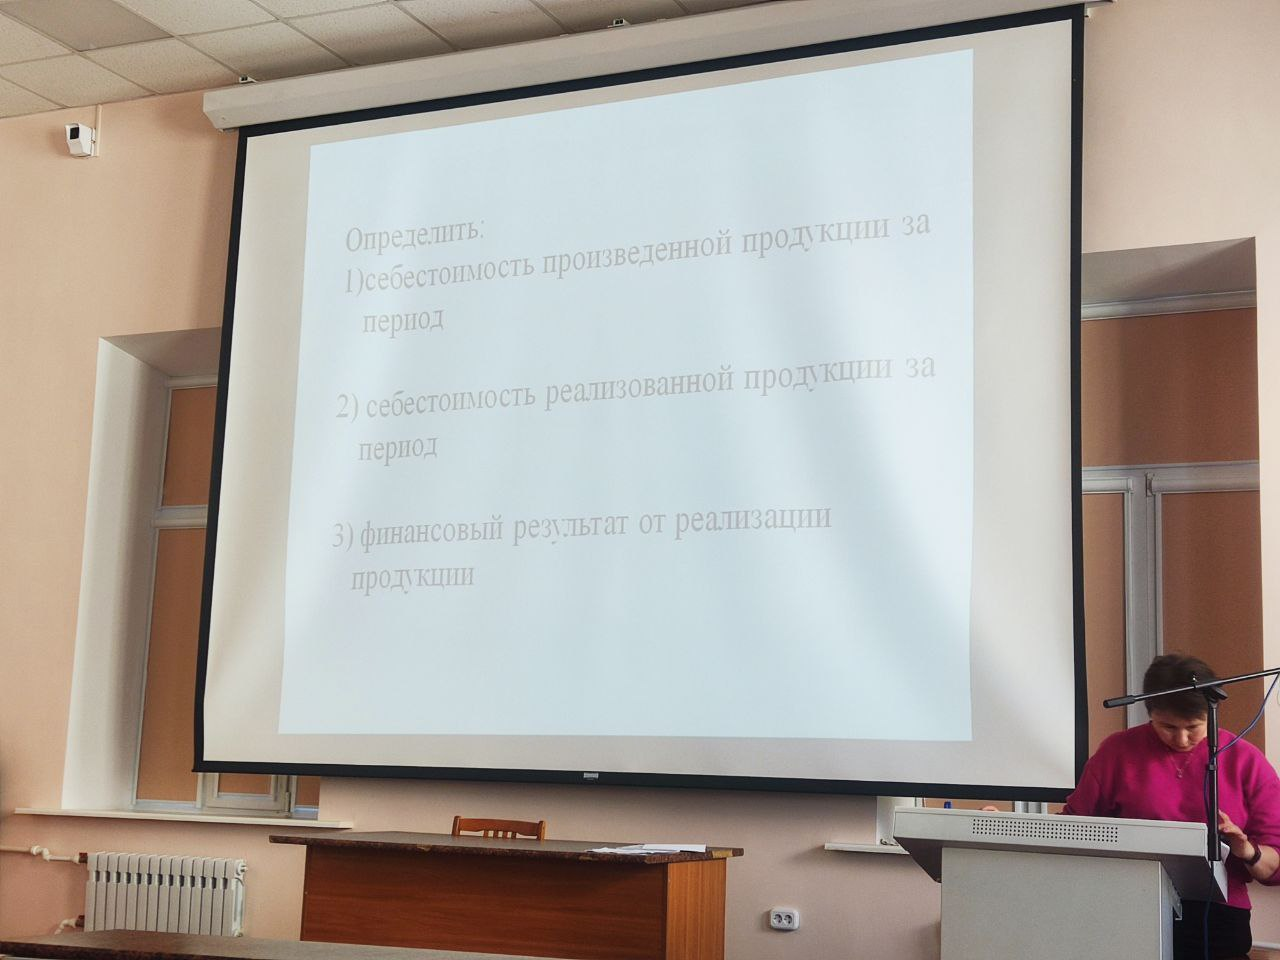 Определить:
1)себестоимость произведенной продукции за
период
2) себестоимость реализованной продукции за
период
3) финансовый результат от реализации
продукции